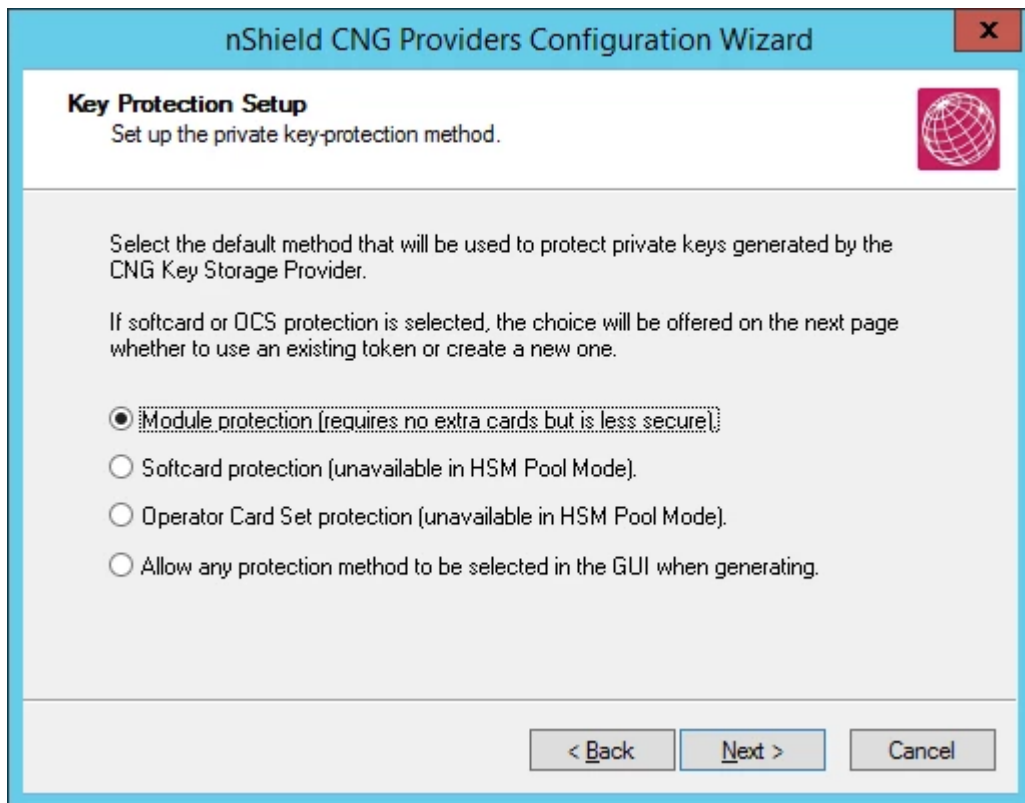 nShield CNG Providers Configuration Wizard
x
Key Protection Setup
Set up the private key-protection method.
Select the default method that will be used to protect private keys generated by the
CNG Key Storage Provider.
If softcard or OCS protection is selected, the choice will be offered on the next page
whether to use an existing token or create a new one.
Module protection (requires no extra cards but is less secure).
Softcard protection (unavailable in HSM Pool Mode).
Operator Card Set protection (unavailable in HSM Pool Mode).
Allow any protection method to be selected in the GUI when generating.
< Back
Next >
Cancel